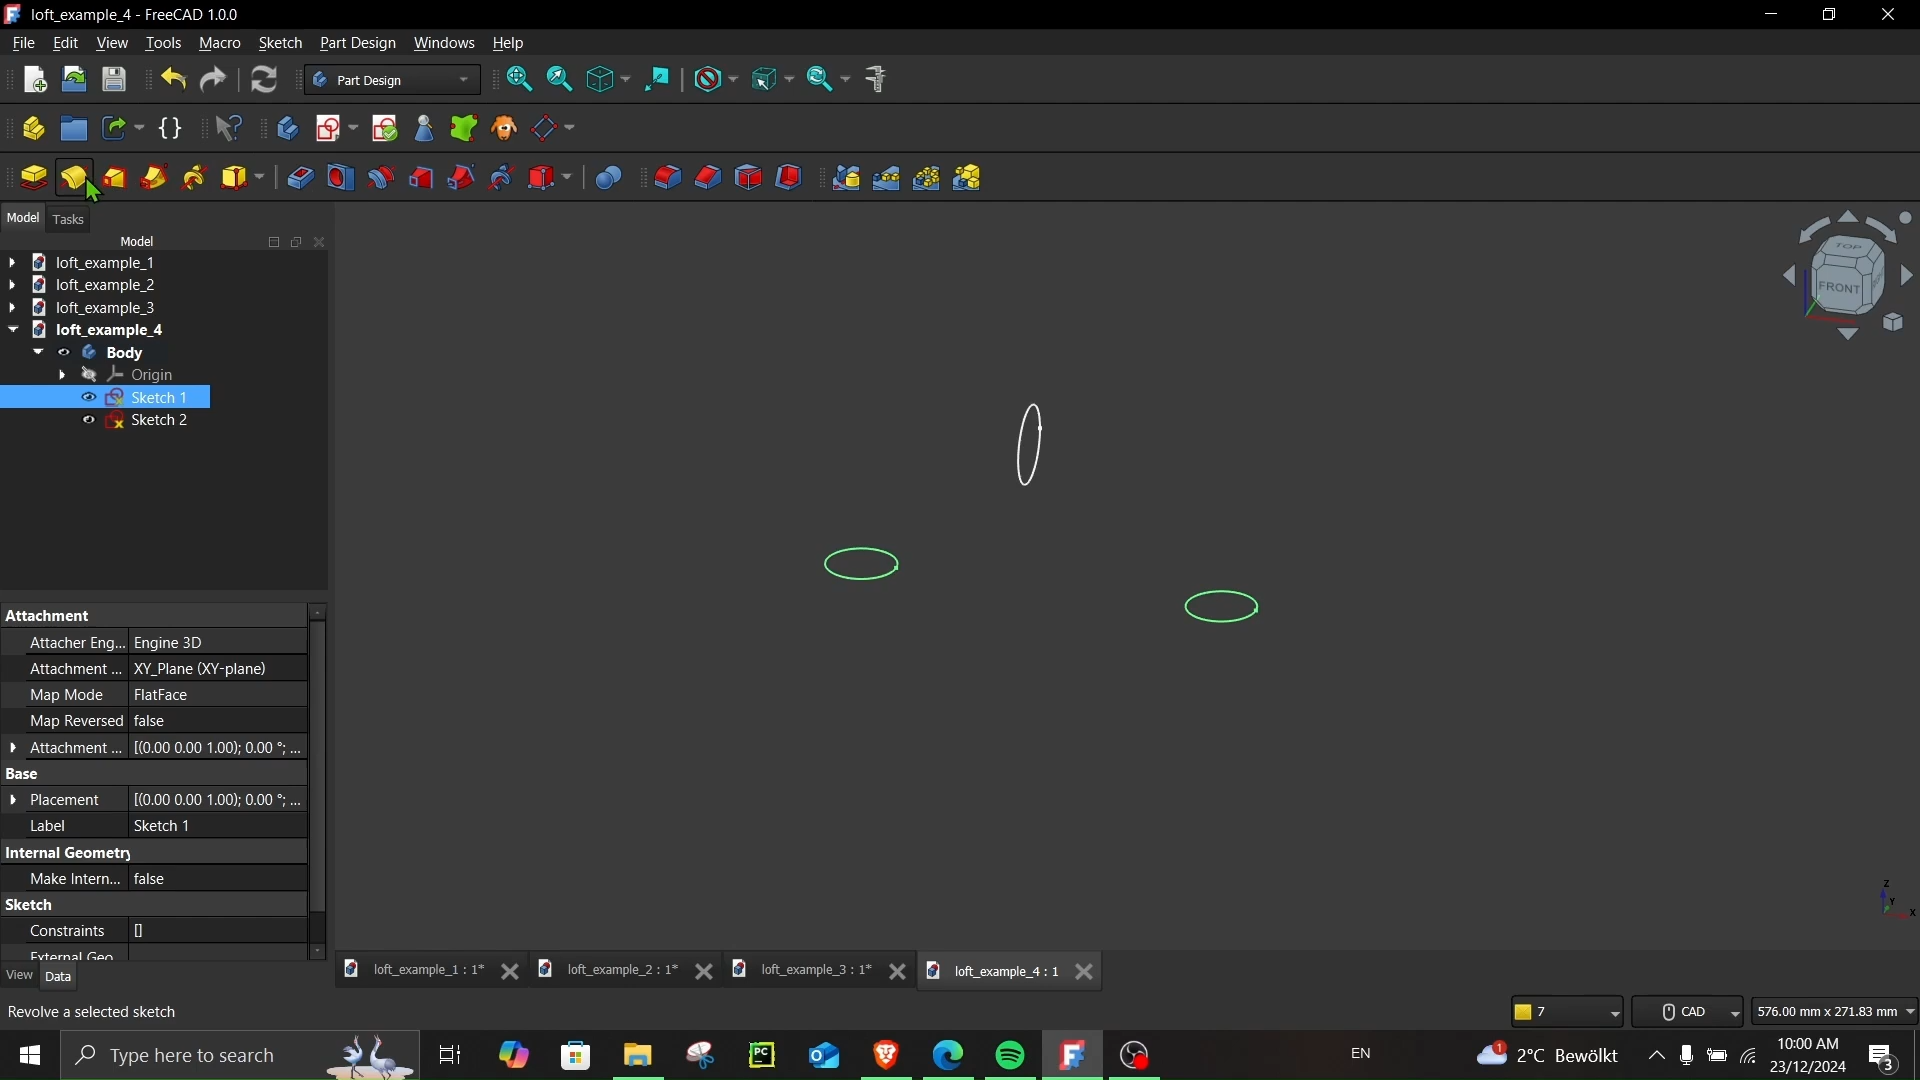 loft_example_4 - FreeCAD 1.0.0
File Edit View Tools Macro Sketch Part Design Windows Help
Part Design
Model Tasks
Model
loft_example_1
loft_example_2
loft_example_3
loft_example_4
Body
Origin
Sketch 1
Sketch 2
TOP
FRONT
Attachment
Attacher Eng... Engine 3D
Attachment ... XY_Plane (XY-plane)
Map Mode FlatFace
Map Reversed false
Attachment ... [(0.00 0.00 1.00); 0.00 °; ...
Base
Placement [(0.00 0.00 1.00); 0.00 °; ...
Label Sketch 1
Internal Geometry
Make Intern... false
Sketch
Constraints []
External Geo
View Data
Z
Y
X
loft_example_1 : 1* loft_example_2 : 1* loft_example_3 : 1* loft_example_4 : 1
Revolve a selected sketch
7 CAD 576.00 mm x 271.83 mm
Type here to search
PC
EN
1
2°C Bewölkt
10:00 AM
23/12/2024
3